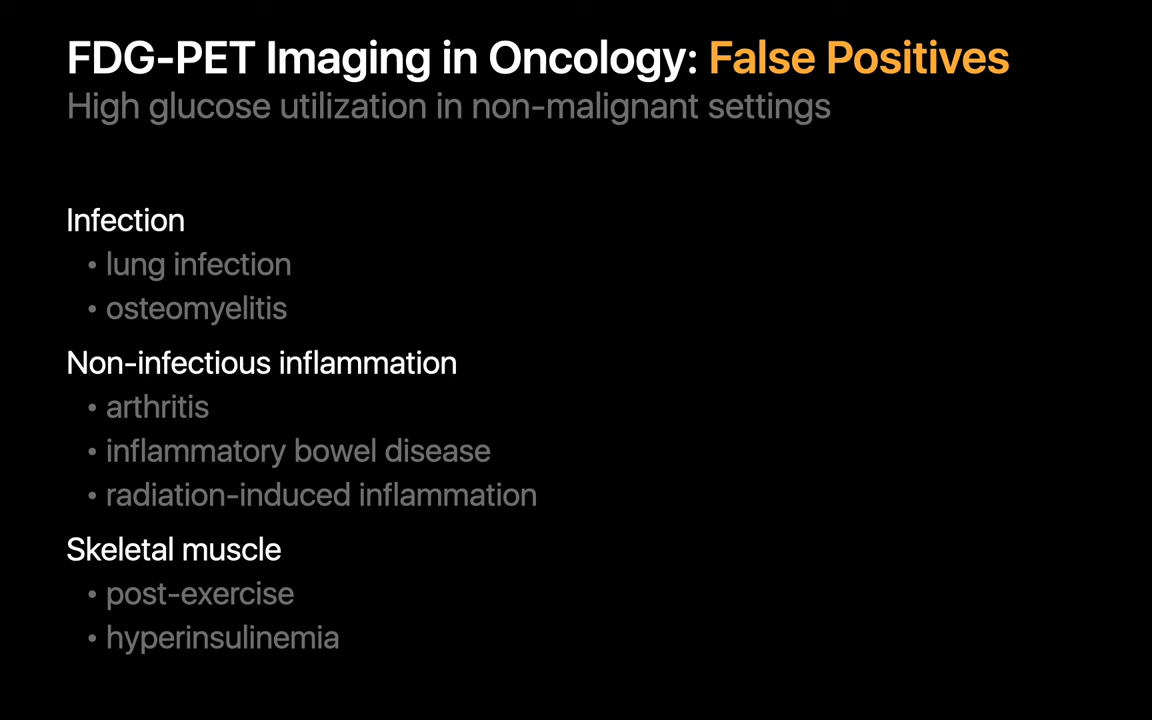 FDG-PET Imaging in Oncology: False Positives
High glucose utilization in non-malignant settings
Infection
• lung infection
• osteomyelitis
Non-infectious inflammation
• arthritis
• inflammatory bowel disease
• radiation-induced inflammation
Skeletal muscle
• post-exercise
• hyperinsulinemia